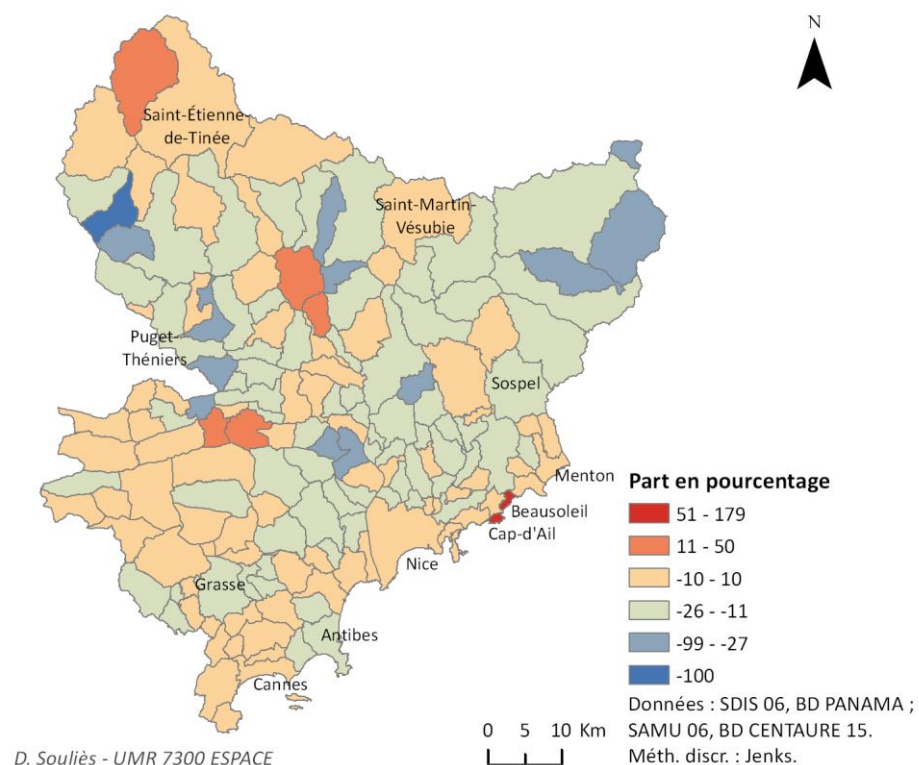 N
Saint-Étienne-
de-Tinée
Saint-Martin-
Vésubie
Puget-
Théniers
Sospel
Menton
Beausoleil
Cap-d'Ail
Nice
Grasse
Antibes
Cannes
Part en pourcentage
51 - 179
11 - 50
-10 - 10
-26 - -11
-99 - -27
-100
Données : SDIS 06, BD PANAMA ;
SAMU 06, BD CENTAURE 15.
Méth. discr. : Jenks.
0 5 10 Km
D. Souliès - UMR 7300 ESPACE